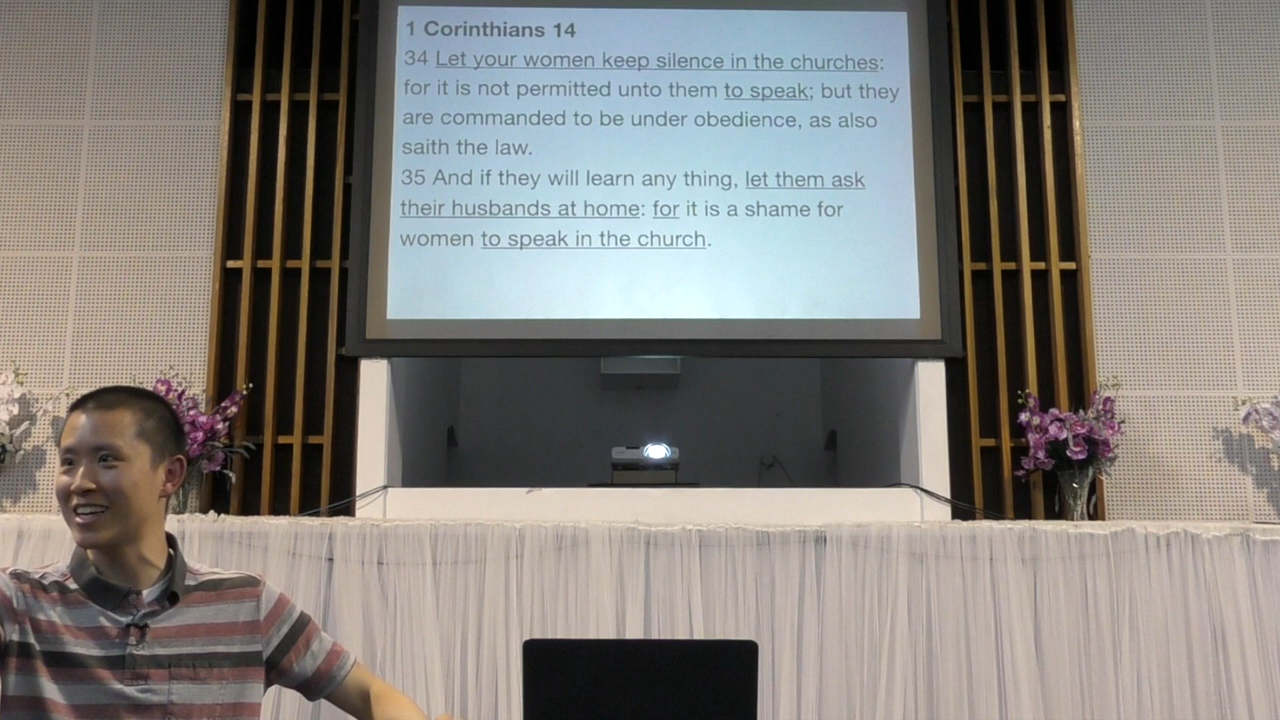 1 Corinthians 14
34 Let your women keep silence in the churches:
for it is not permitted unto them to speak; but they
are commanded to be under obedience, as also
saith the law.
35 And if they will learn any thing, let them ask
their husbands at home: for it is a shame for
women to speak in the church.